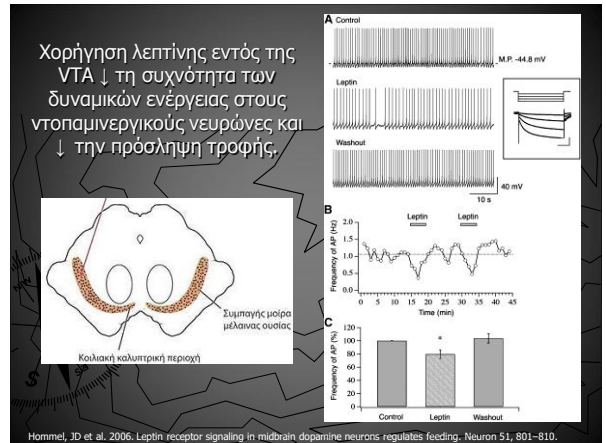 Χορήγηση λεπτίνης εντός της
VTA ↓ τη συχνότητα των
δυναμικών ενέργειας στους
ντοπαμινεργικούς νευρώνες και
↓ την πρόσληψη τροφής.
Συμπαγής μοίρα
μέλαινας ουσίας
Κοιλιακή καλυπτρική περιοχή
A Control
M.P. -44.8 mV
Leptin
Washout
40 mV
10 s
B
Leptin Leptin
Frequency of AP (Hz)
2.0
1.5
1.0
0.5
0.0
0 5 10 15 20 25 30 35 40 45
Time (min)
C
Frequency of AP (%)
120
100
80
60
40
20
0
*
Control Leptin Washout
Hommel, JD et al. 2006. Leptin receptor signaling in midbrain dopamine neurons regulates feeding. Neuron 51, 801–810.